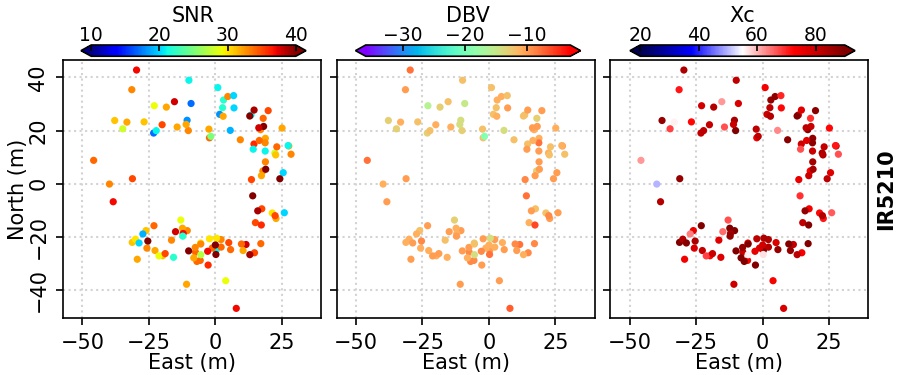 SNR DBV Xc
10 20 30 40 −30 −20 −10 20 40 60 80
40
20
0
−20
−40
North (m)
IR5210
−50 −25 0 25 −50 −25 0 25 −50 −25 0 25
East (m) East (m) East (m)